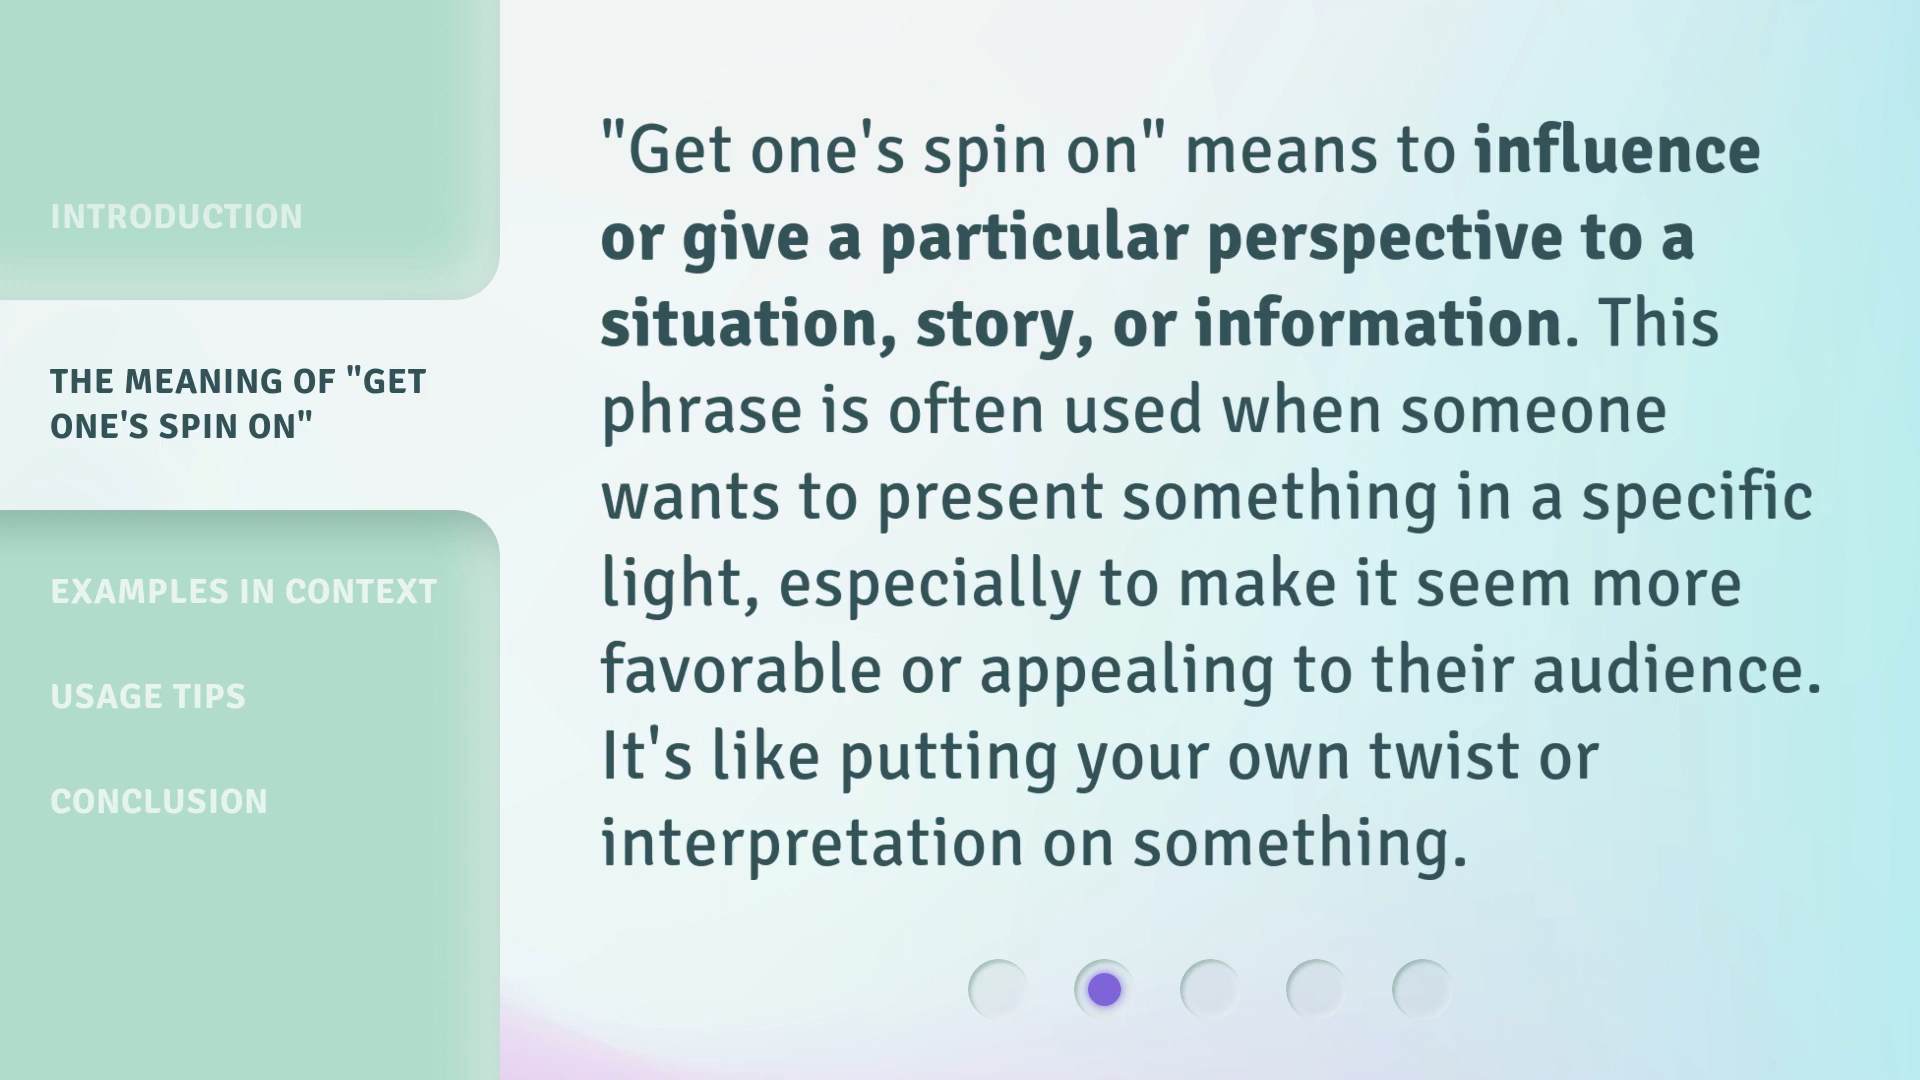 INTRODUCTION
THE MEANING OF "GET
ONE'S SPIN ON"
EXAMPLES IN CONTEXT
USAGE TIPS
CONCLUSION
"Get one's spin on" means to influence
or give a particular perspective to a
situation, story, or information. This
phrase is often used when someone
wants to present something in a specific
light, especially to make it seem more
favorable or appealing to their audience.
It's like putting your own twist or
interpretation on something.